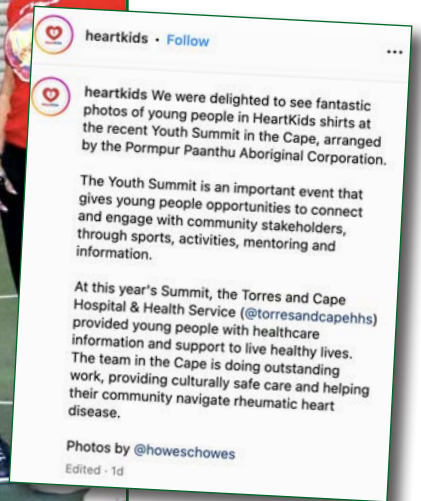 heartkids • Follow
...
heartkids We were delighted to see fantastic
photos of young people in HeartKids shirts at
the recent Youth Summit in the Cape, arranged
by the Pormpur Paanthu Aboriginal Corporation.
The Youth Summit is an important event that
gives young people opportunities to connect
and engage with community stakeholders,
through sports, activities, mentoring and
information.
At this year's Summit, the Torres and Cape
Hospital & Health Service (@torresandcapehhs)
provided young people with healthcare
information and support to live healthy lives.
The team in the Cape is doing outstanding
work, providing culturally safe care and helping
their community navigate rheumatic heart
disease.
Photos by @howeschowes
Edited · 1d